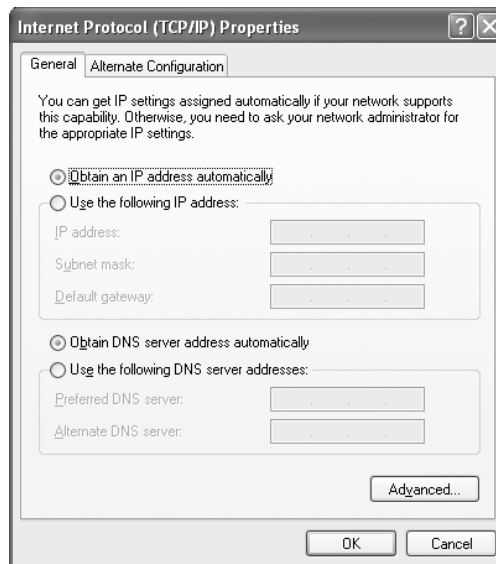 Internet Protocol (TCP/IP) Properties
General
Alternate Configuration
You can get IP settings assigned automatically if your network supports
this capability. Otherwise, you need to ask your network administrator for
the appropriate IP settings.
Obtain an IP address automatically
Use the following IP address:
IP address:
Subnet mask:
Default gateway:
Obtain DNS server address automatically
Use the following DNS server addresses:
Preferred DNS server:
Alternate DNS server:
Advanced...
OK
Cancel